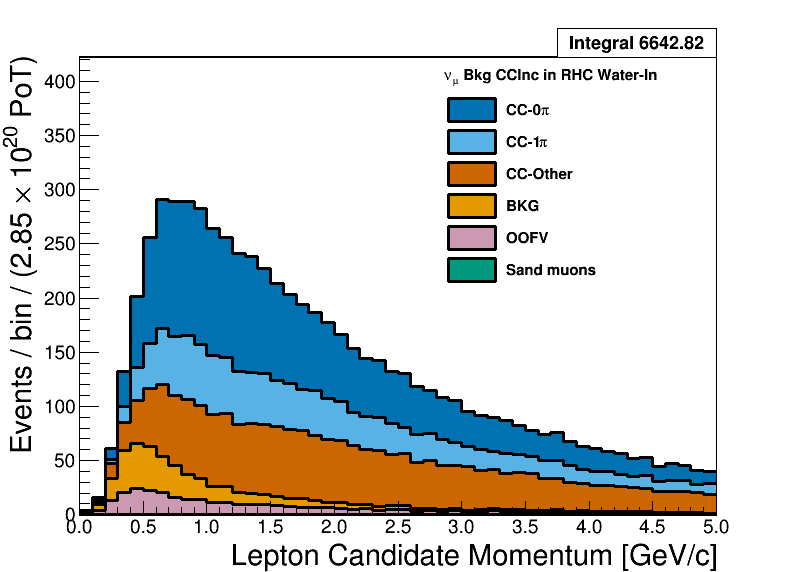 Integral 6642.82
ν_μ Bkg CCInc in RHC Water-In
CC-0π
CC-1π
CC-Other
BKG
OOFV
Sand muons
Events / bin / (2.85 × 10^20 PoT)
400
350
300
250
200
150
100
50
0
0.0 0.5 1.0 1.5 2.0 2.5 3.0 3.5 4.0 4.5 5.0
Lepton Candidate Momentum [GeV/c]